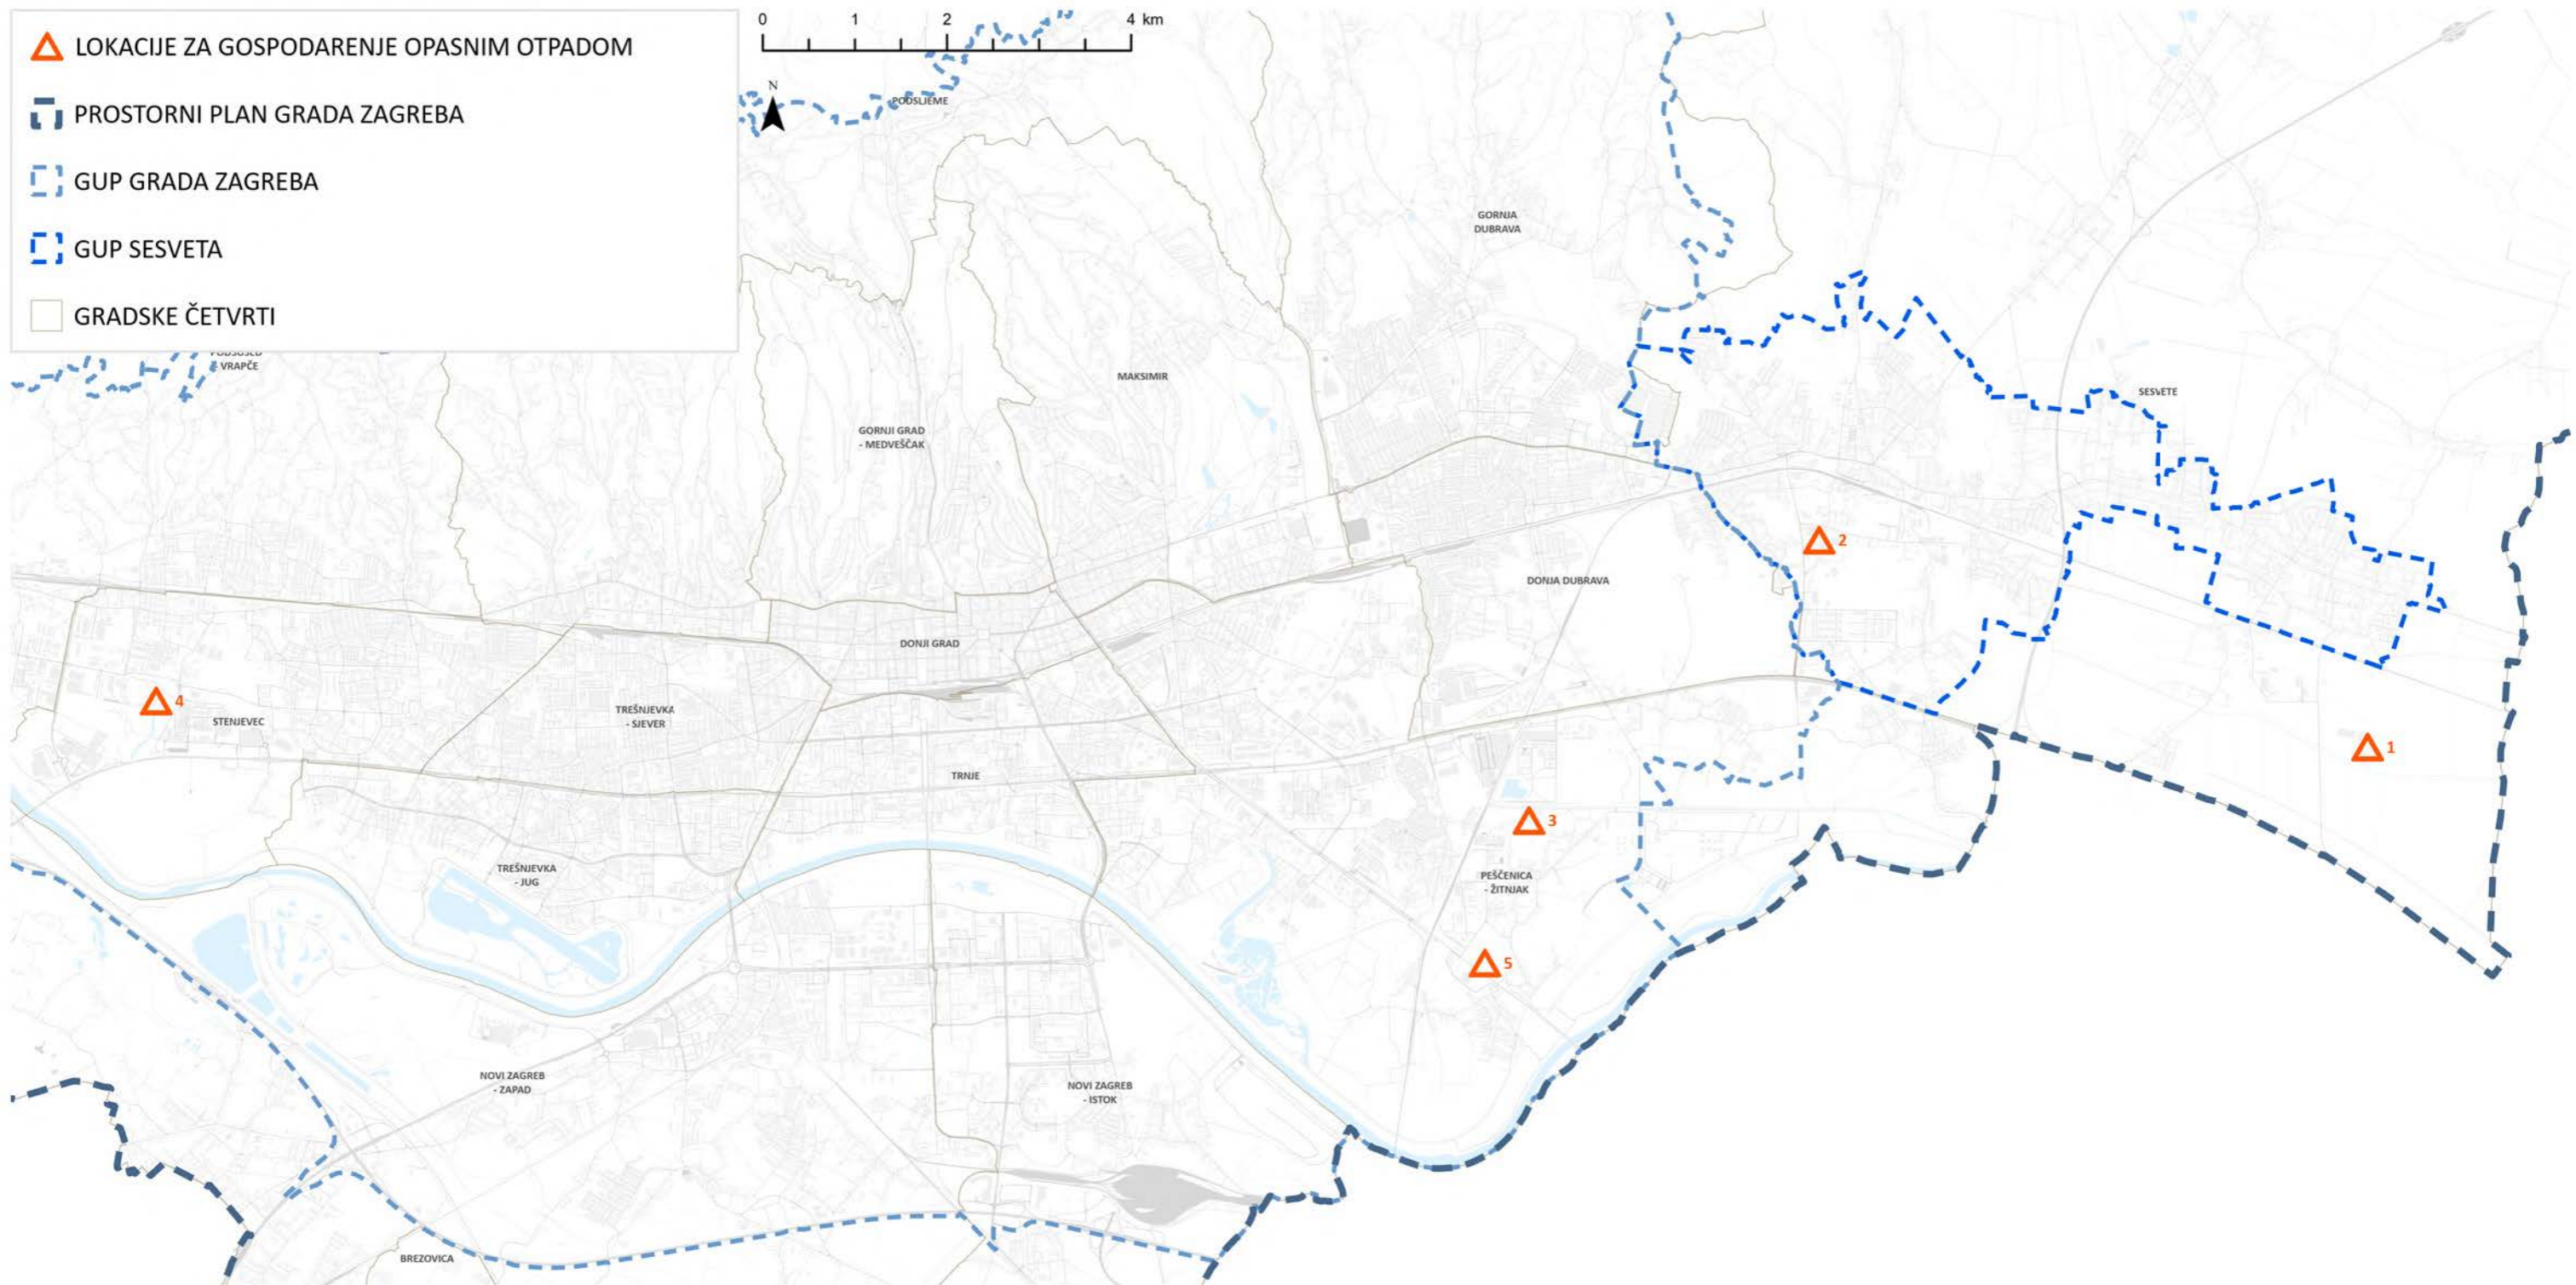 LOKACIJE ZA GOSPODARENJE OPASNIM OTPADOM
PROSTORNI PLAN GRADA ZAGREBA
GUP GRADA ZAGREBA
GUP SESVETA
GRADSKE ČETVRTI
0 1 2 4 km
N
PODSLJEME
GORNJA
DUBRAVA
PODSUSED
- VRAPČE
MAKSIMIR
SESVETE
GORNJI GRAD
- MEDVEŠČAK
2
DONJA DUBRAVA
DONJI GRAD
4
STENJEVEC
TREŠNJEVKA
- SJEVER
1
TRNJE
3
TREŠNJEVKA
- JUG
PEŠČENICA
- ŽITNJAK
5
NOVI ZAGREB
- ZAPAD
NOVI ZAGREB
- ISTOK
BREZOVICA